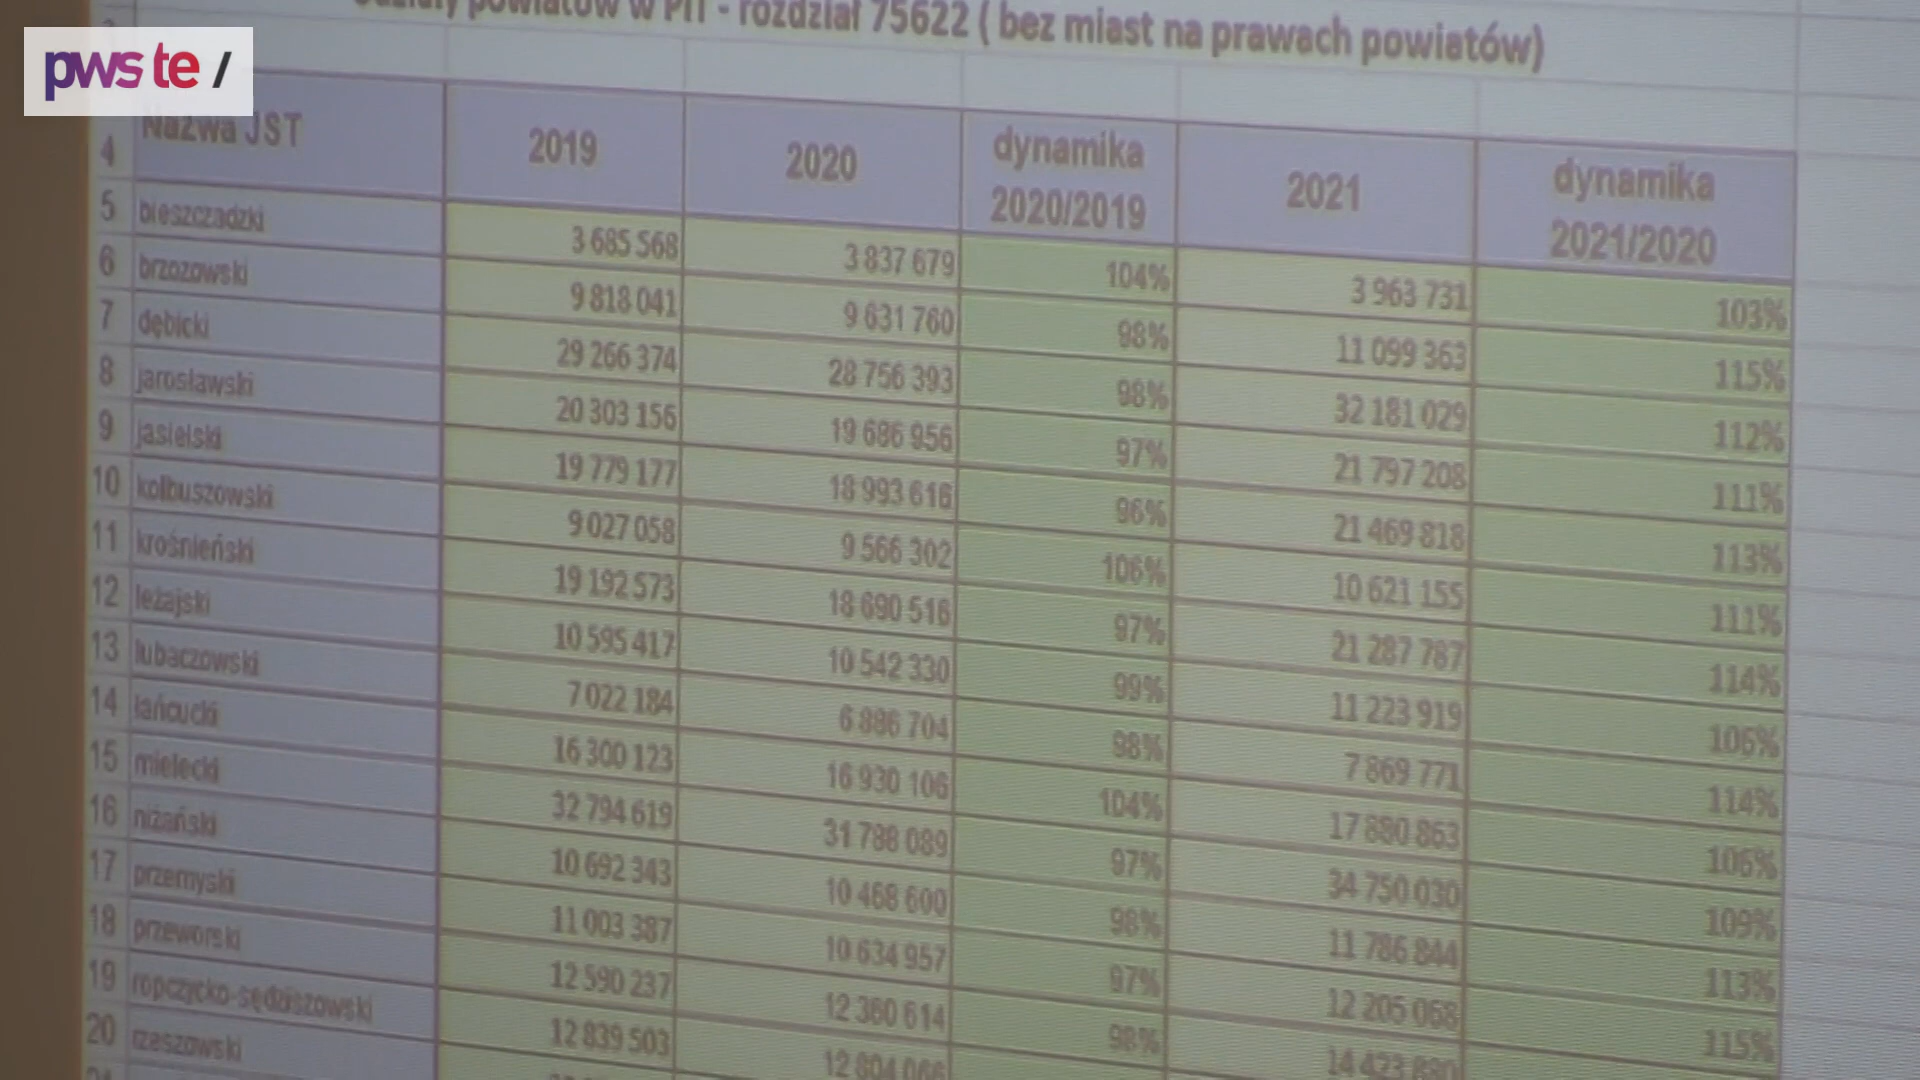 pwste/
udziały powiatów w PIT - rozdział 75622 ( bez miast na prawach powiatów)
4 Nazwa JST 2019 2020 dynamika 2020/2019 2021 dynamika 2021/2020
5 bieszczadzki 3 685 568 3 837 679 104% 3 963 731 103%
6 brzozowski 9 818 041 9 631 760 98% 11 099 363 115%
7 dębicki 29 266 374 28 756 393 98% 32 181 029 112%
8 jarosławski 20 303 156 19 686 956 97% 21 797 208 111%
9 jasielski 19 779 177 18 993 616 96% 21 469 818 113%
10 kolbuszowski 9 027 058 9 566 302 106% 10 621 155 111%
11 krośnieński 19 192 573 18 690 516 97% 21 287 787 114%
12 leżajski 10 595 417 10 542 330 99% 11 223 919 106%
13 lubaczowski 7 022 184 6 886 704 98% 7 869 771 114%
14 łańcucki 16 300 123 16 930 106 104% 17 880 863 106%
15 mielecki 32 794 619 31 788 089 97% 34 750 030 109%
16 niżański 10 692 343 10 468 600 98% 11 786 844 113%
17 przemyski 11 003 387 10 634 957 97% 12 205 068 115%
18 przeworski 12 590 237 12 360 614 98% 14 423 880
19 ropczycko-sędziszowski 12 839 503 12 804 066
20 rzeszowski